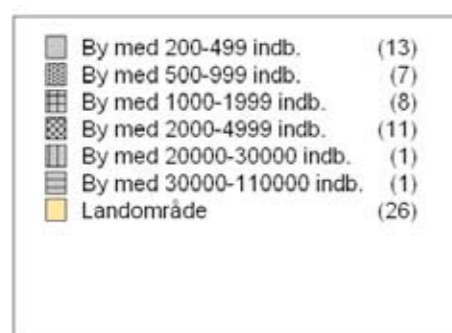 By med 200-499 indb. (13)
By med 500-999 indb. (7)
By med 1000-1999 indb. (8)
By med 2000-4999 indb. (11)
By med 20000-30000 indb. (1)
By med 30000-110000 indb. (1)
Landområde (26)